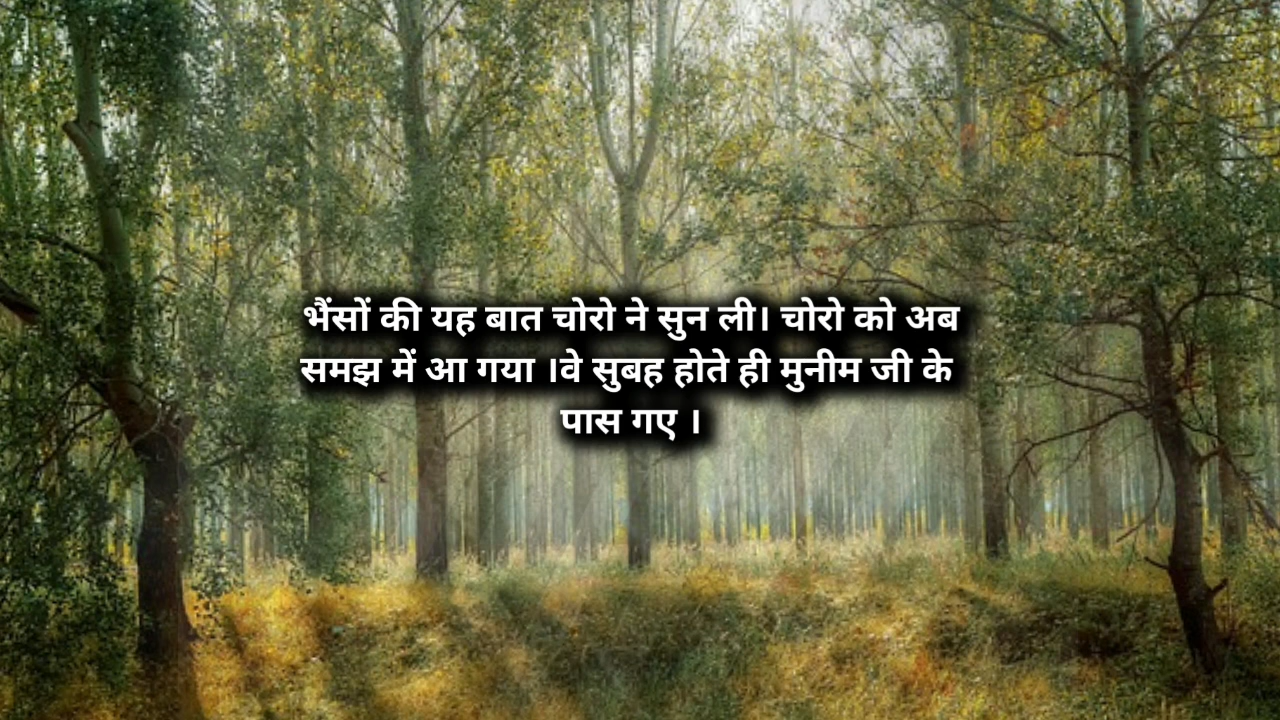 भैंसों की यह बात चोरो ने सुन ली। चोरो को अब
समझ में आ गया ।वे सुबह होते ही मुनीम जी के
पास गए ।